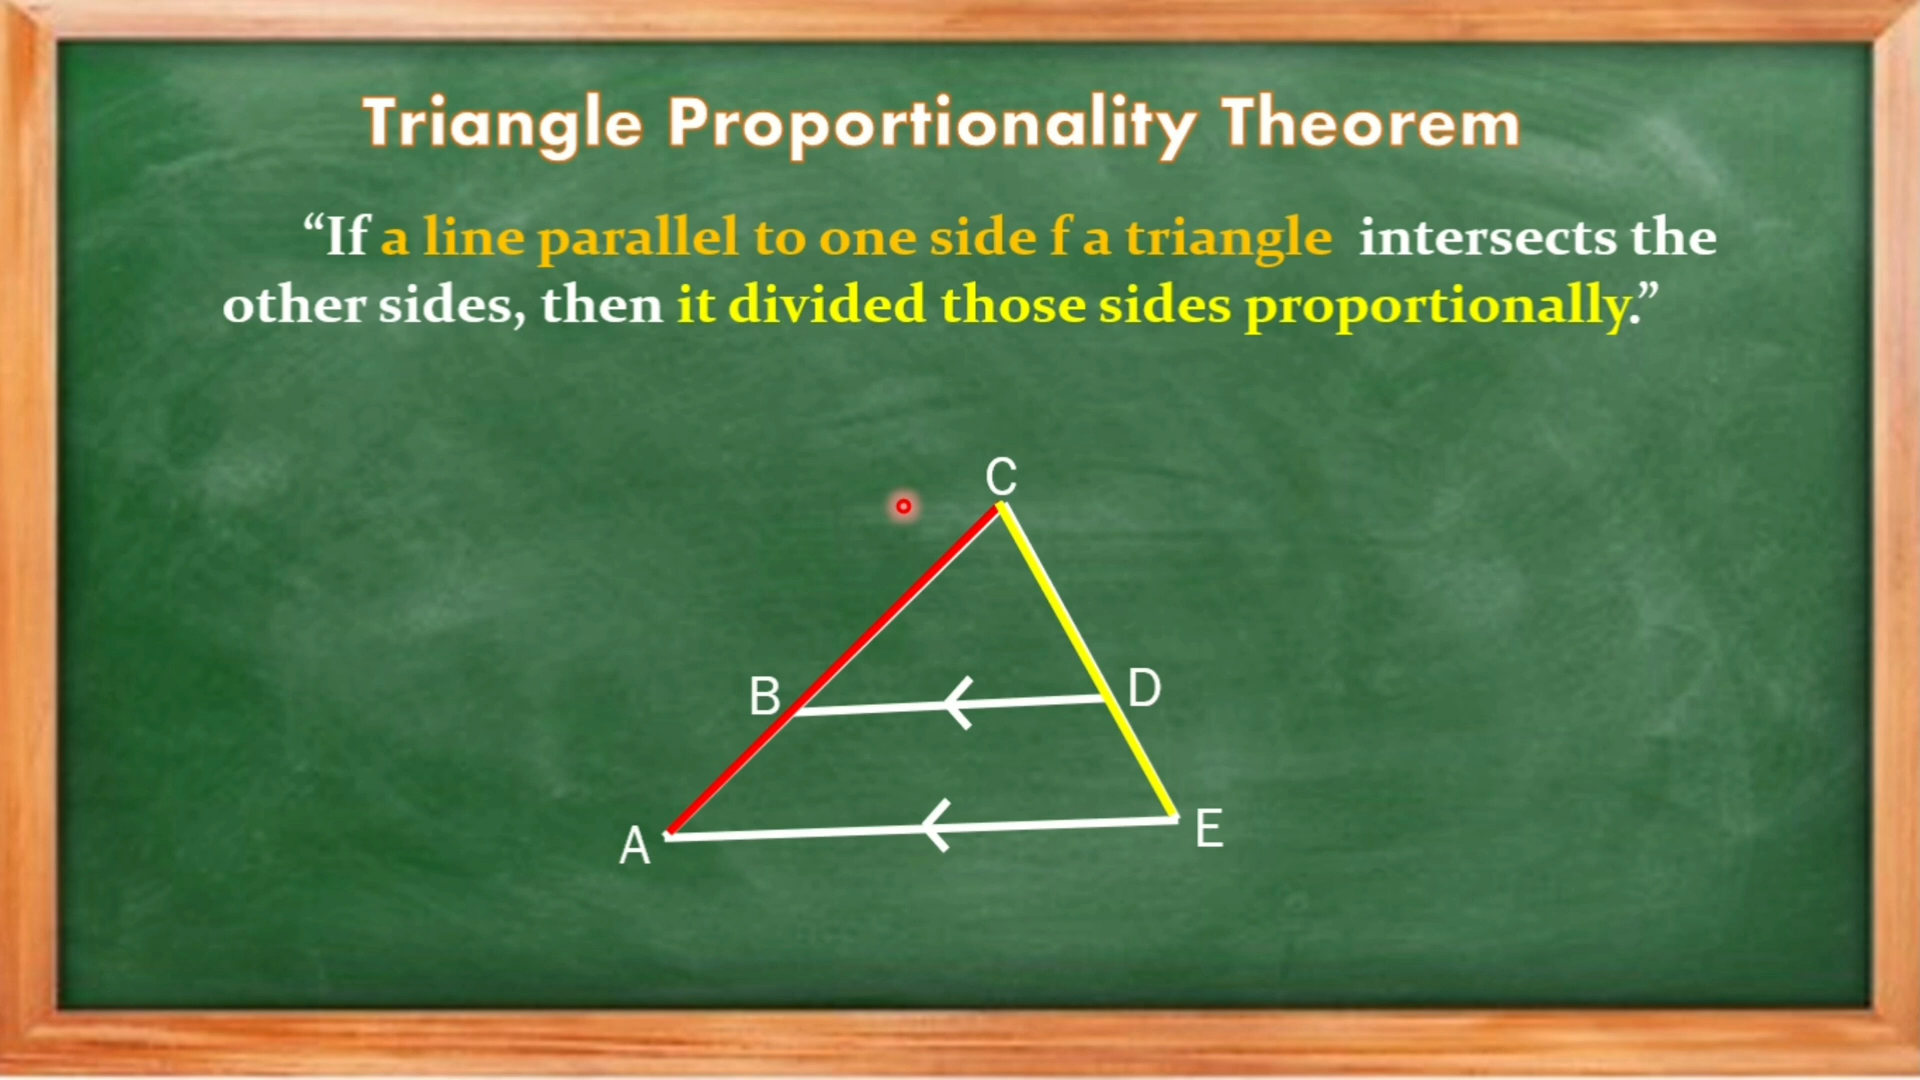 Triangle Proportionality Theorem
“If a line parallel to one side f a triangle intersects the
other sides, then it divided those sides proportionally.”
C
B
D
A
E